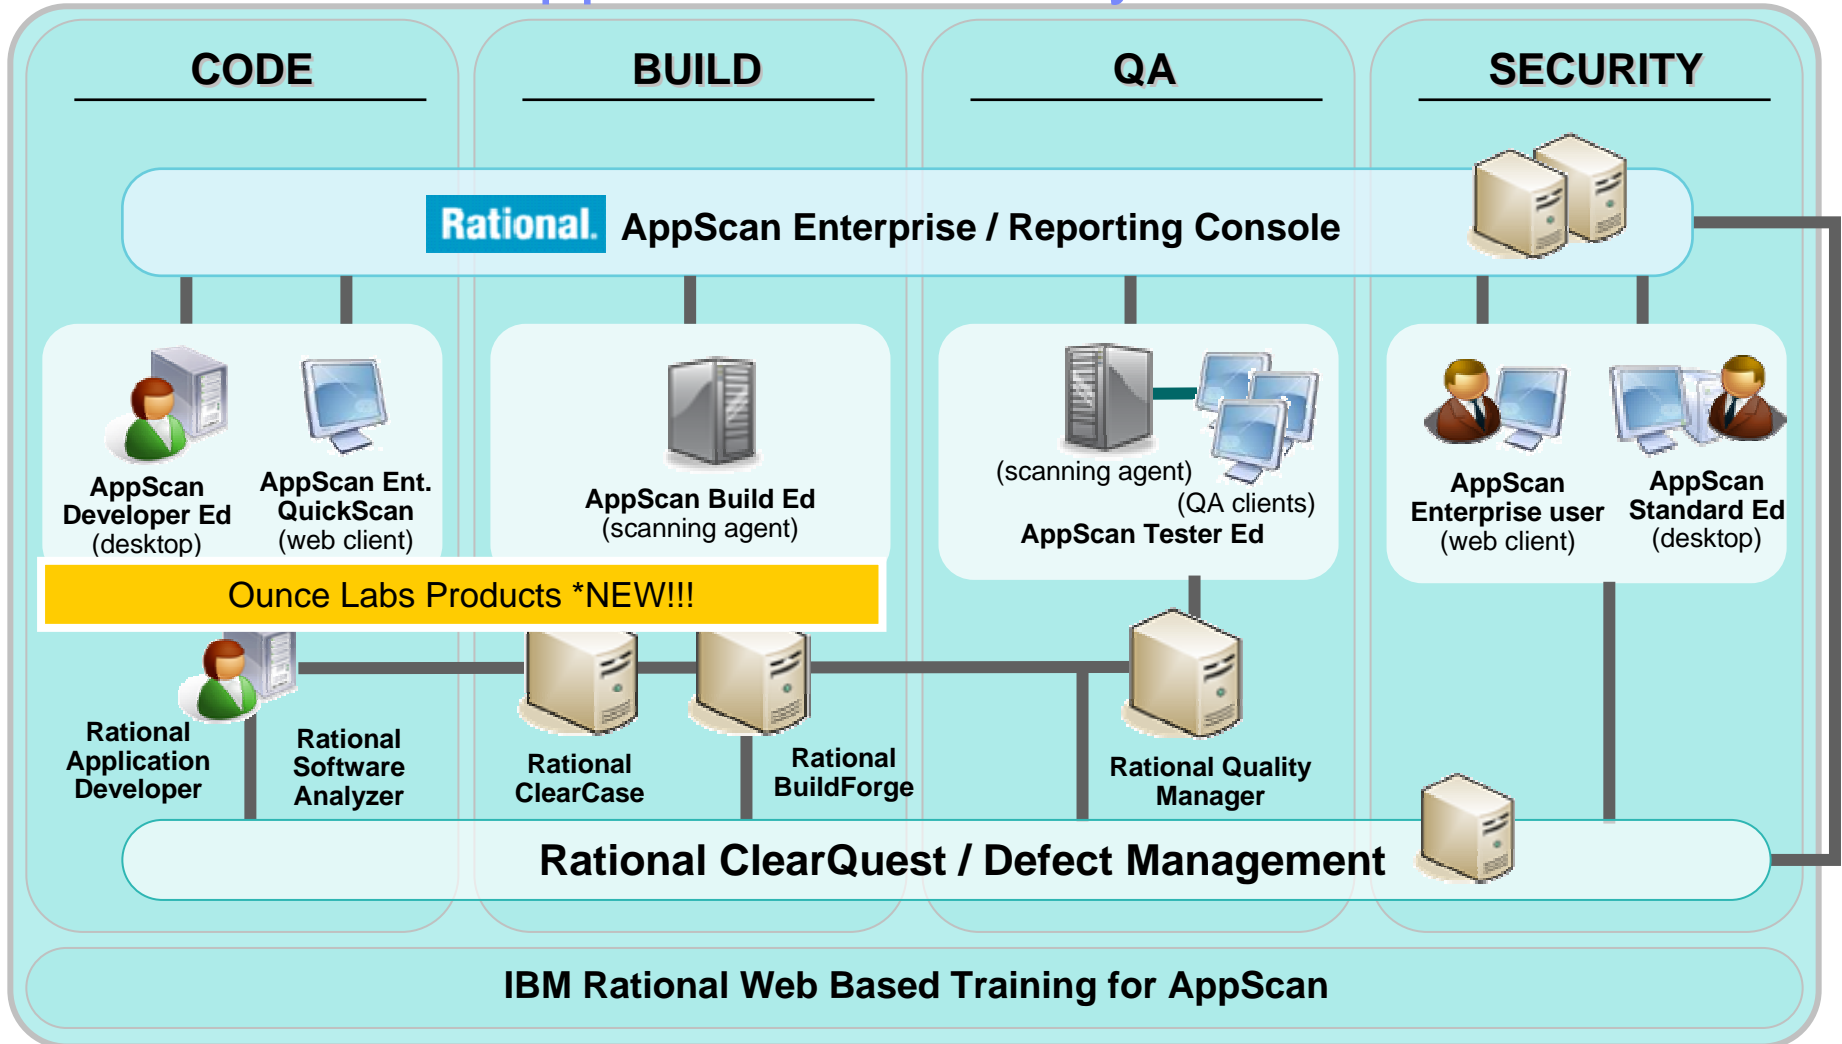 CODE
BUILD
QA
SECURITY
Rational. AppScan Enterprise / Reporting Console
AppScan
Developer Ed
(desktop)
AppScan Ent.
QuickScan
(web client)
AppScan Build Ed
(scanning agent)
(scanning agent)
(QA clients)
AppScan Tester Ed
AppScan
Enterprise user
(web client)
AppScan
Standard Ed
(desktop)
Ounce Labs Products *NEW!!!
Rational
Application
Developer
Rational
Software
Analyzer
Rational
ClearCase
Rational
BuildForge
Rational Quality
Manager
Rational ClearQuest / Defect Management
IBM Rational Web Based Training for AppScan